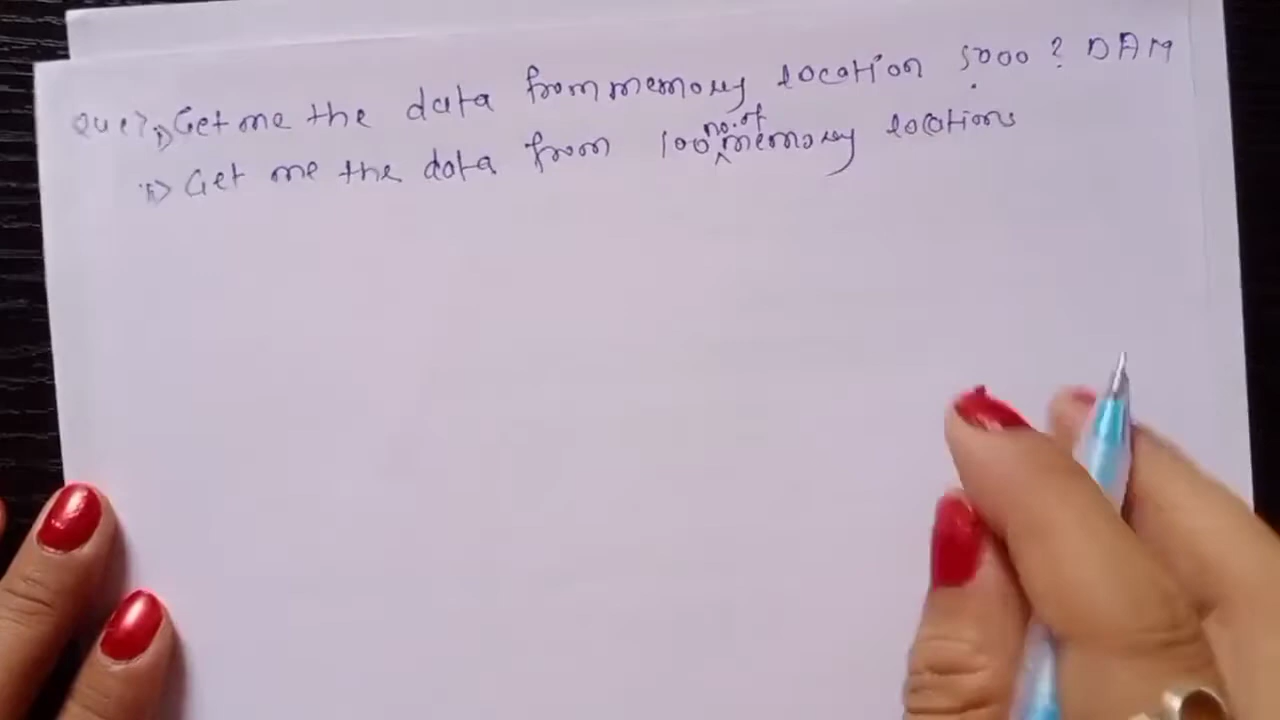 Que? i) Get me the data from memory location 5000 ? DAM
ii) Get me the data from 100 no. of memory locations